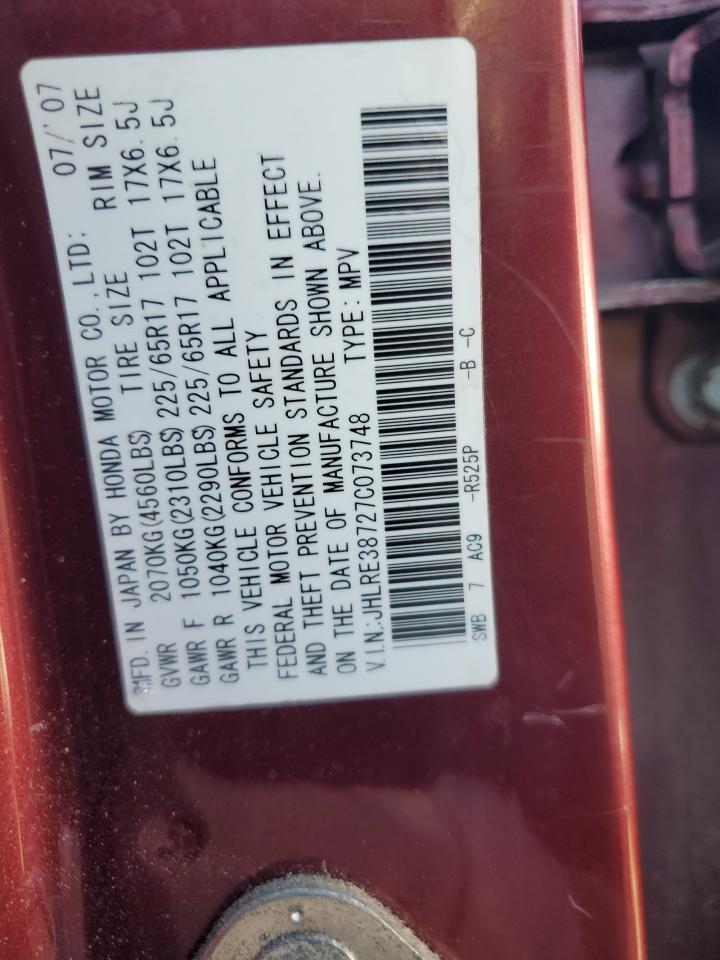 MFD. IN JAPAN BY HONDA MOTOR CO., LTD: 07/'07
GVWR 2070KG(4560LBS) TIRE SIZE RIM SIZE
GAWR F 1050KG(2310LBS) 225/65R17 102T 17X6.5J
GAWR R 1040KG(2290LBS) 225/65R17 102T 17X6.5J
THIS VEHICLE CONFORMS TO ALL APPLICABLE
FEDERAL MOTOR VEHICLE SAFETY
AND THEFT PREVENTION STANDARDS IN EFFECT
ON THE DATE OF MANUFACTURE SHOWN ABOVE.
V.I.N.:JHLRE38727C073748 TYPE:MPV
SWB 7 AC9 -R525P -B -C